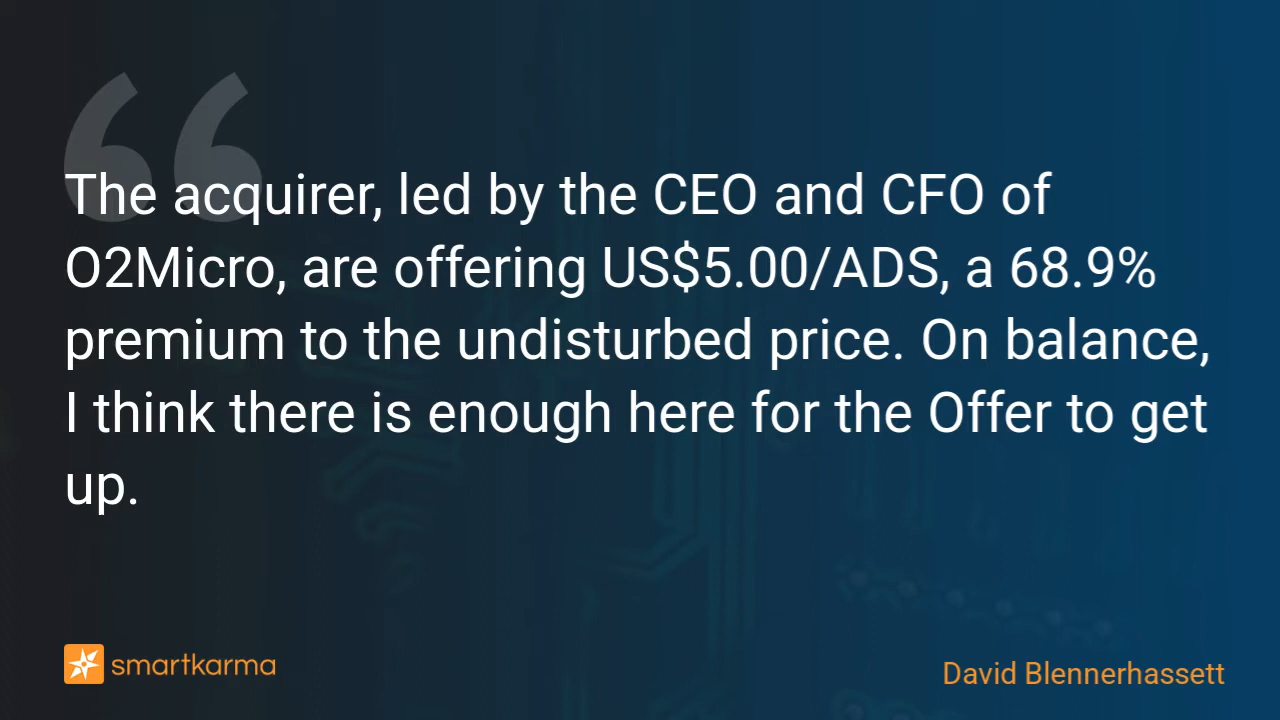 “
The acquirer, led by the CEO and CFO of
O2Micro, are offering US$5.00/ADS, a 68.9%
premium to the undisturbed price. On balance,
I think there is enough here for the Offer to get
up.
smartkarma
David Blennerhassett